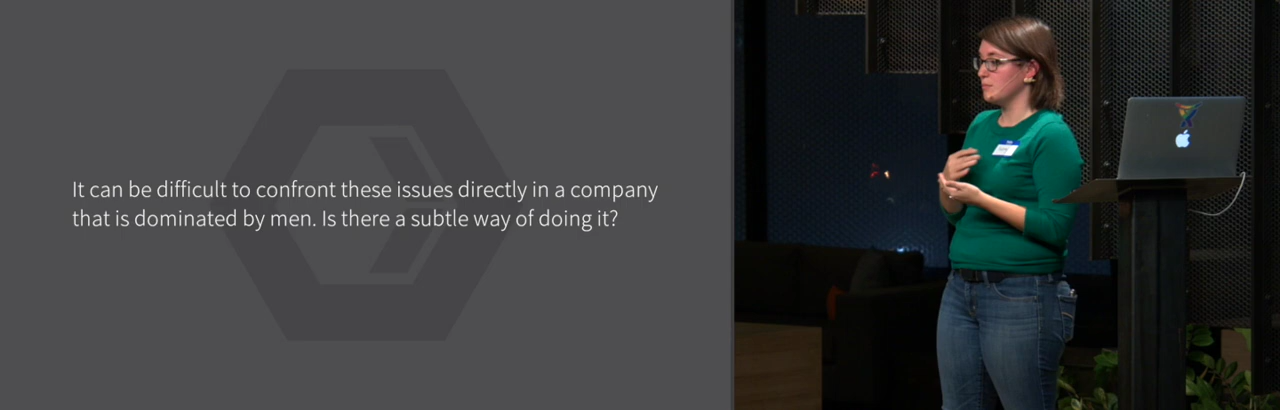 It can be difficult to confront these issues directly in a company
that is dominated by men. Is there a subtle way of doing it?